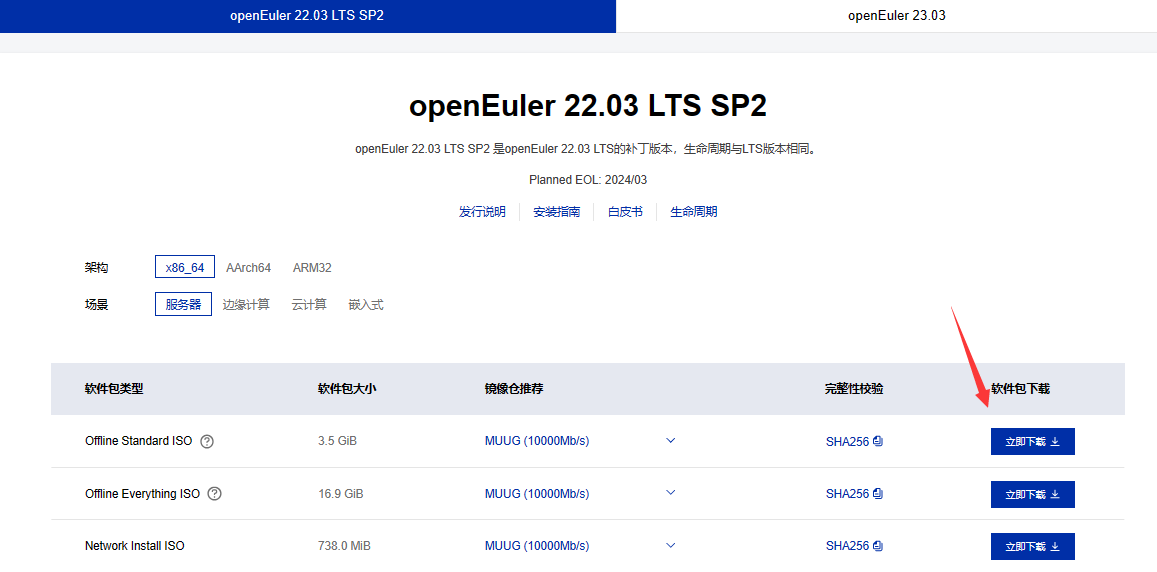 openEuler 22.03 LTS SP2 openEuler 23.03
openEuler 22.03 LTS SP2
openEuler 22.03 LTS SP2 是openEuler 22.03 LTS的补丁版本，生命周期与LTS版本相同。
Planned EOL: 2024/03
发行说明 安装指南 白皮书 生命周期
架构 x86_64 AArch64 ARM32
场景 服务器 边缘计算 云计算 嵌入式
软件包类型 软件包大小 镜像仓推荐 完整性校验 软件包下载
Offline Standard ISO 3.5 GiB MUUG (10000Mb/s) SHA256 立即下载
Offline Everything ISO 16.9 GiB MUUG (10000Mb/s) SHA256 立即下载
Network Install ISO 738.0 MiB MUUG (10000Mb/s) SHA256 立即下载